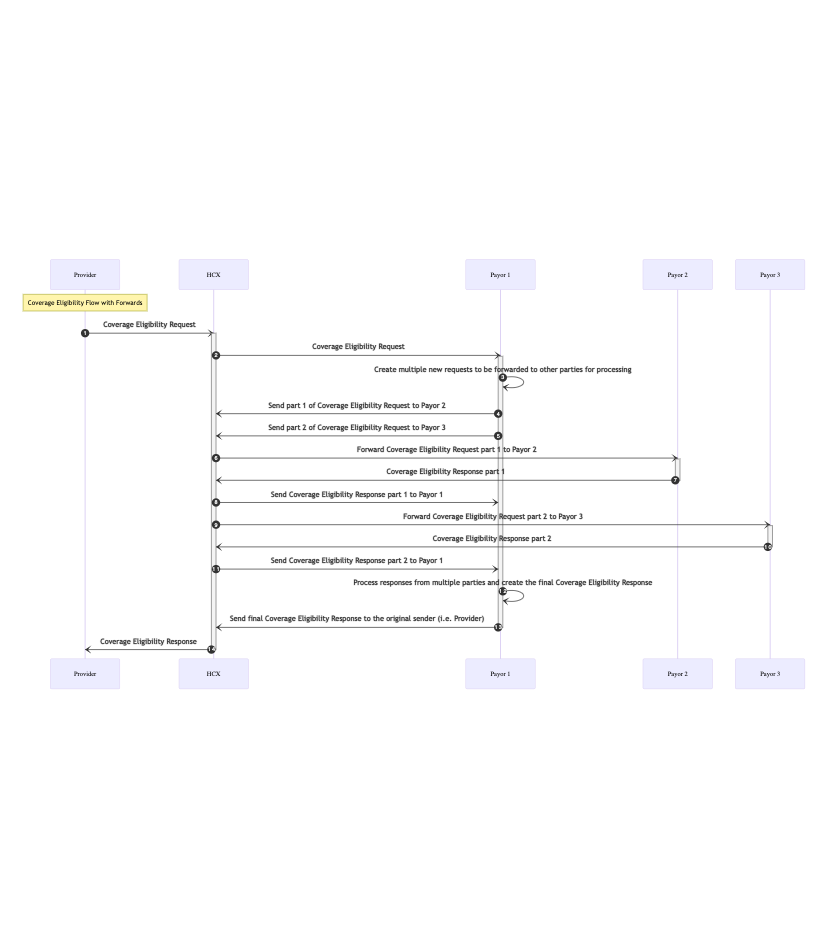 Provider
HCX
Payor 1
Payor 2
Payor 3
Coverage Eligibility Flow with Forwards
Coverage Eligibility Request
1
Coverage Eligibility Request
2
Create multiple new requests to be forwarded to other parties for processing
3
Send part 1 of Coverage Eligibility Request to Payor 2
4
Send part 2 of Coverage Eligibility Request to Payor 3
5
Forward Coverage Eligibility Request part 1 to Payor 2
6
Coverage Eligibility Response part 1
7
Send Coverage Eligibility Response part 1 to Payor 1
8
Forward Coverage Eligibility Request part 2 to Payor 3
9
Coverage Eligibility Response part 2
10
Send Coverage Eligibility Response part 2 to Payor 1
11
Process responses from multiple parties and create the final Coverage Eligibility Response
12
Send final Coverage Eligibility Response to the original sender (i.e. Provider)
13
Coverage Eligibility Response
14
Provider
HCX
Payor 1
Payor 2
Payor 3